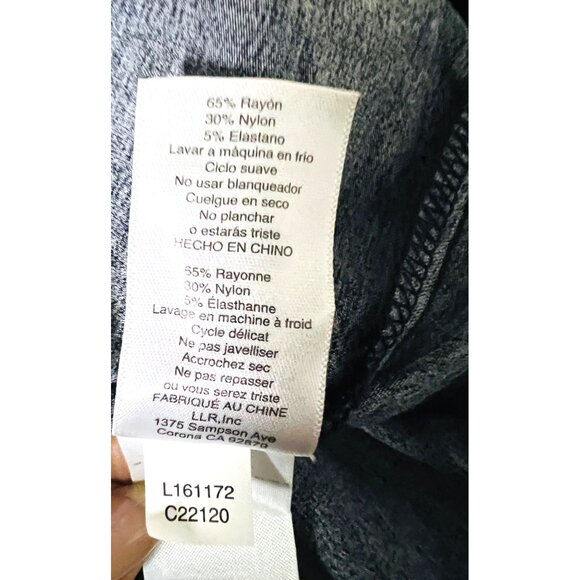 65% Rayón
30% Nylon
5% Elastano
Lavar a máquina en frío
Ciclo suave
No usar blanqueador
Cuelgue en seco
No planchar
o estarás triste
HECHO EN CHINO
65% Rayonne
30% Nylon
5% Élasthanne
Lavage en machine à froid
Cycle délicat
Ne pas javelliser
Accrochez sec
Ne pas repasser
ou vous serez triste
FABRIQUÉ AU CHINE
LLR,Inc
1375 Sampson Ave
Corona CA 92879
L161172
C22120